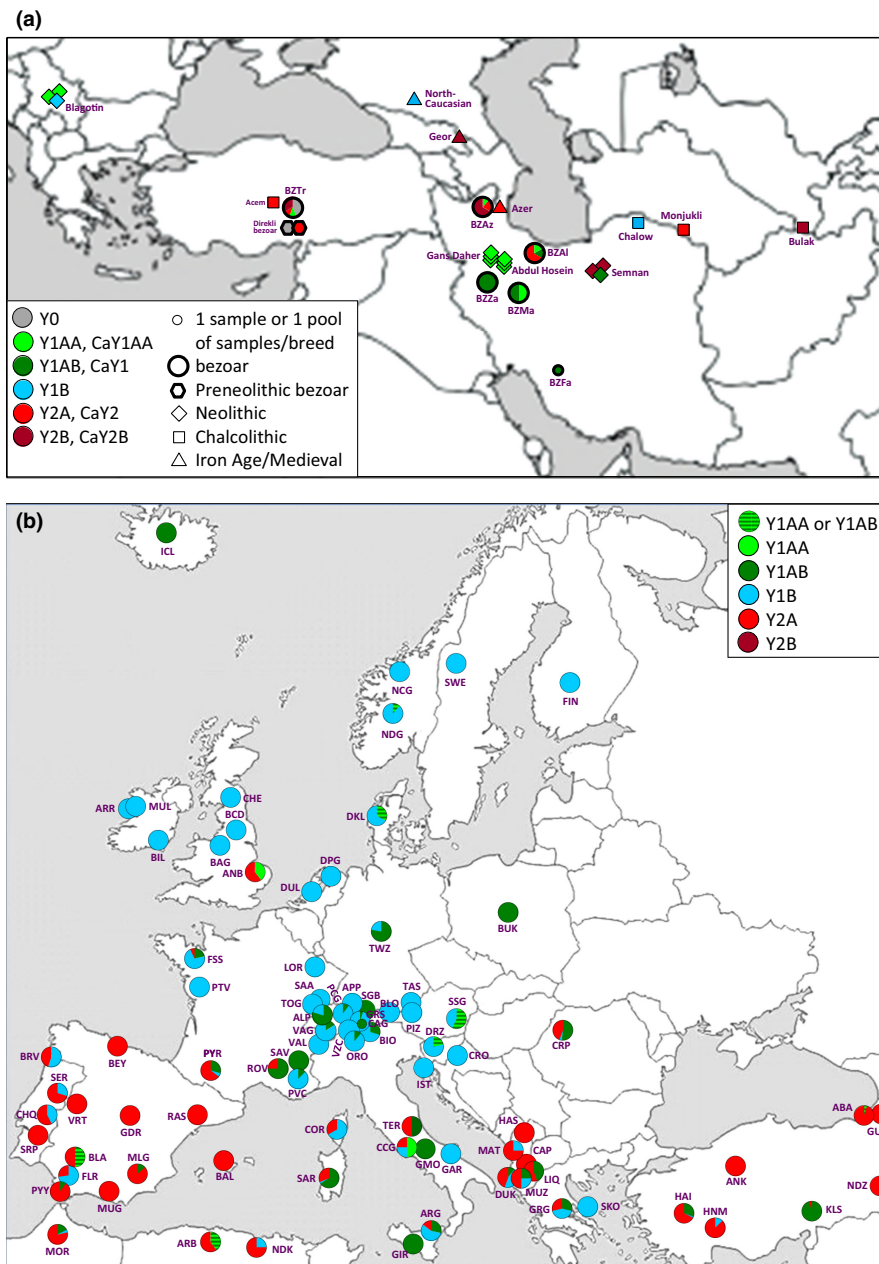 (a)
North-
Caucasian
Blagotin
Geor
BZTr
Acem
Azer
Direkli
bezoar
BZAz
Monjukli
Chalow
Bulak
BZAl
Gans Daher
Abdul Hosein
Semnan
BZZa
BZMa
BZFa
Y0
Y1AA, CaY1AA
Y1AB, CaY1
Y1B
Y2A, CaY2
Y2B, CaY2B
1 sample or 1 pool
of samples/breed
bezoar
Preneolithic bezoar
Neolithic
Chalcolithic
Iron Age/Medieval
(b)
Y1AA or Y1AB
Y1AA
Y1AB
Y1B
Y2A
Y2B
ICL
NCG
SWE
FIN
NDG
ARR
MUL
CHE
BCD
DKL
BIL
BAG
ANB
DPG
DUL
TWZ
BUK
FSS
LOR
PTV
SAA
PGG
APP
SGB
BLO
TAS
SSG
TOG
GRS
ALP
CAG
PIZ
VAG
BIO
DRZ
VAL
VZC
ORO
CRO
CRP
SAV
ROV
PVC
IST
BRV
BEY
PYR
SER
CHQ
VRT
GDR
RAS
SRP
COR
TER
HAS
ABA
GU
BLA
MLG
BAL
CCG
GMO
GAR
MAT
CAP
FLR
SAR
LIQ
ANK
NDZ
PYY
MUG
DUK
MUZ
HAI
HNM
KLS
GRG
SKO
ARG
MOR
ARB
NDK
GIR